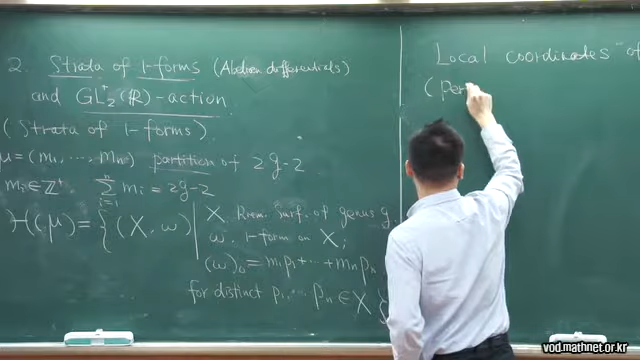 2. Strata of 1-forms (Abelian differentials)
and GL₂⁺(ℝ)-action
(Strata of 1-forms)
μ=(m₁, ..., mₙ) partition of 2g-2
mᵢ∈ℤ⁺ ∑ᵢ₌₁ⁿ mᵢ = 2g-2
H(μ) = { (X, ω) | X. Riem. Surf. of genus g.
ω. 1-form on X;
(ω)₀ = m₁p₁+...+mₙpₙ
for distinct p₁, ... pₙ ∈ X }
Local coordinates of
(per
vod.mathnet.or.kr